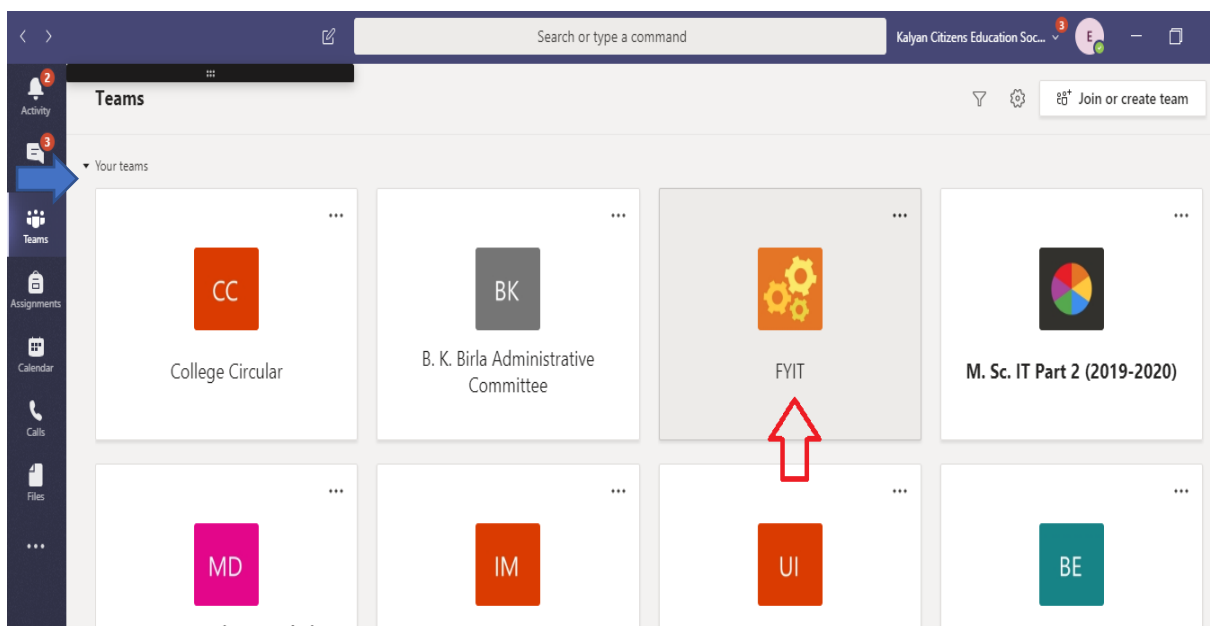 Search or type a command
Kalyan Citizens Education Soc...
3
E
2
Activity
Teams
Join or create team
3
Your teams
Teams
Assignments
Calendar
Calls
Files
CC
College Circular
BK
B. K. Birla Administrative
Committee
FYIT
M. Sc. IT Part 2 (2019-2020)
MD
IM
UI
BE